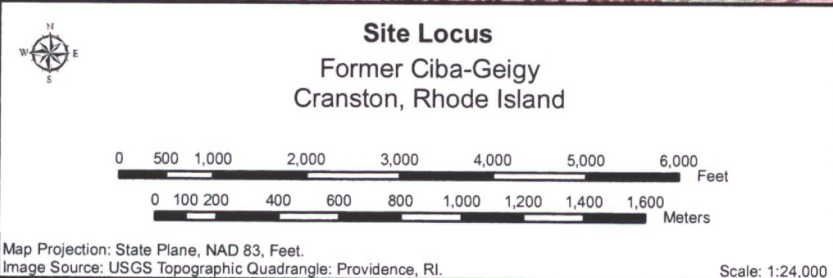 N
W E
S
Site Locus
Former Ciba-Geigy
Cranston, Rhode Island
0 500 1,000 2,000 3,000 4,000 5,000 6,000
Feet
0 100 200 400 600 800 1,000 1,200 1,400 1,600
Meters
Map Projection: State Plane, NAD 83, Feet.
Image Source: USGS Topographic Quadrangle: Providence, RI. Scale: 1:24,000